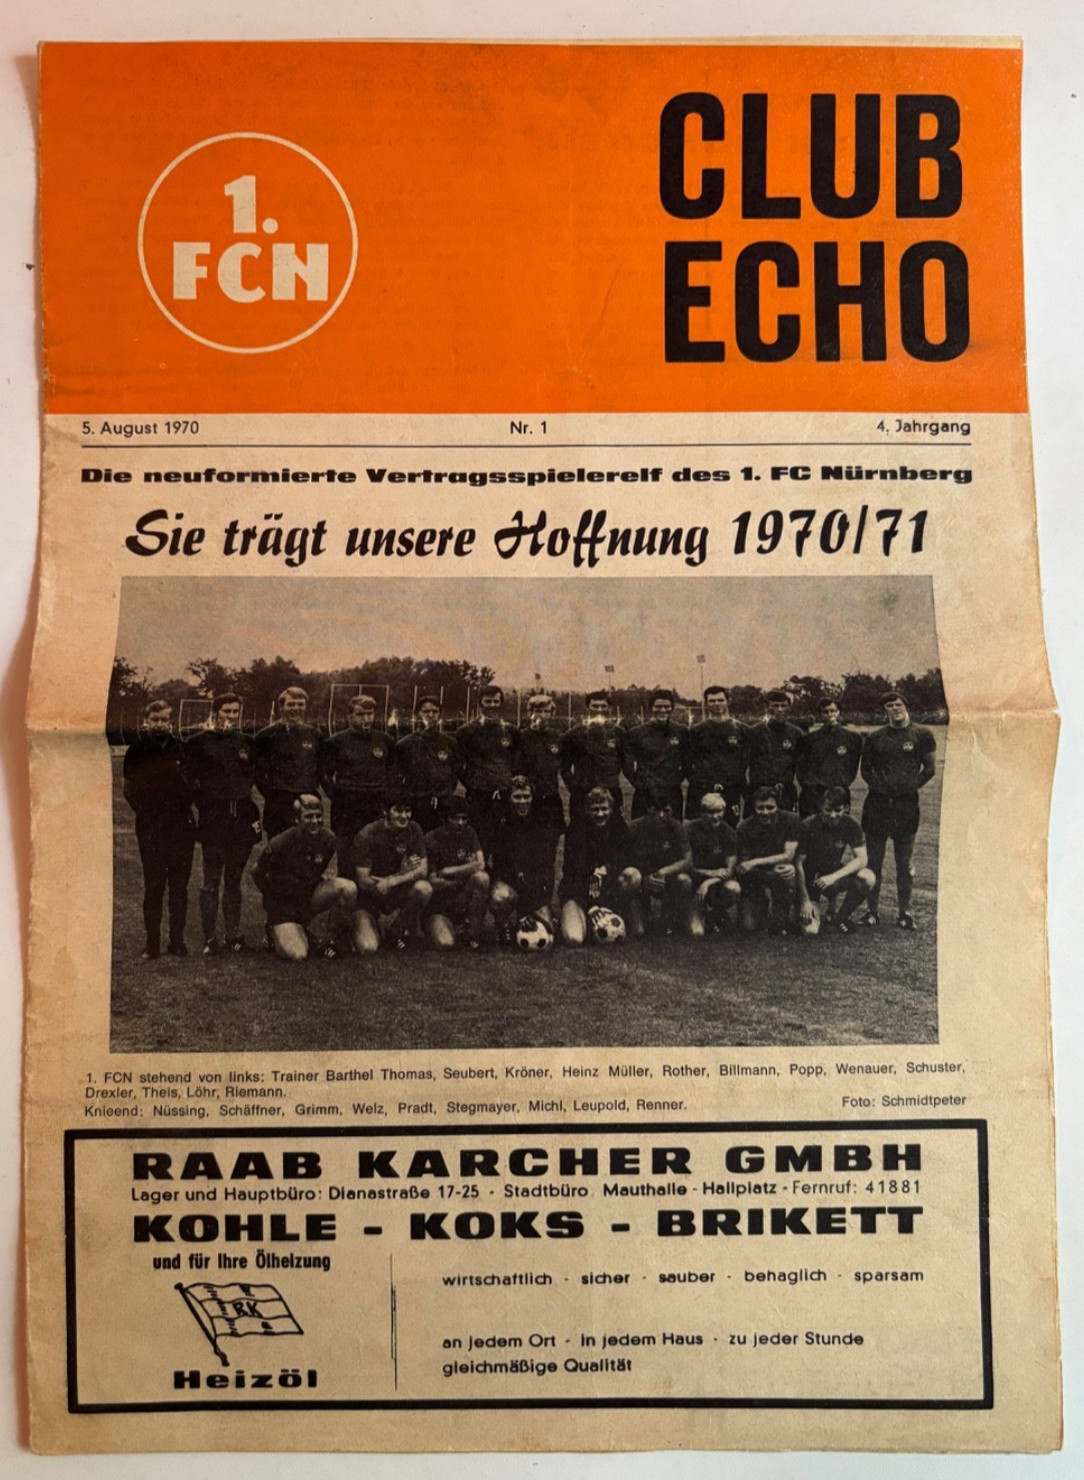 1.
FCN
CLUB
ECHO
5. August 1970 Nr. 1 4. Jahrgang
Die neuformierte Vertragsspielerelf des 1. FC Nürnberg
Sie trägt unsere Hoffnung 1970/71
1. FCN stehend von links: Trainer Barthel Thomas, Seubert, Kröner, Heinz Müller, Rother, Billmann, Popp, Wenauer, Schuster,
Drexler, Theis, Löhr, Riemann.
Knieend: Nüssing, Schäffner, Grimm, Welz, Pradt, Stegmayer, Michl, Leupold, Renner. Foto: Schmidtpeter
RAAB KARCHER GMBH
Lager und Hauptbüro: Dianastraße 17-25 - Stadtbüro Mauthalle - Hallplatz - Fernruf: 41881
KOHLE - KOKS - BRIKETT
und für Ihre Ölheizung
RK
Heizöl
wirtschaftlich - sicher - sauber - behaglich - sparsam
an jedem Ort - in jedem Haus - zu jeder Stunde
gleichmäßige Qualität